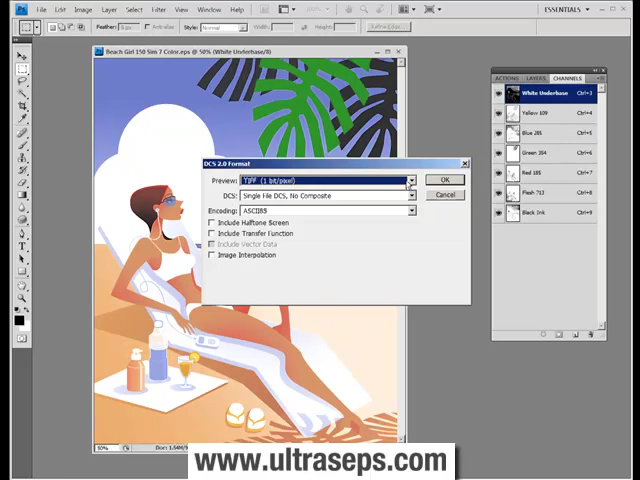 File Edit Image Layer Select Filter View Window Help
100%
ESSENTIALS
Feather: 0 px
Anti-alias
Style: Normal
Width:
Height:
Refine Edge...
Beach Girl 150 Sim 7 Color.eps @ 50% (White Underbase/8)
ACTIONS LAYERS CHANNELS
White Underbase Ctrl+3
Yellow 109 Ctrl+4
Blue 285 Ctrl+5
Green 354 Ctrl+6
Red 185 Ctrl+7
Flesh 713 Ctrl+8
Black Ink Ctrl+9
DCS 2.0 Format
Preview: TIFF (1 bit/pixel)
OK
DCS: Single File DCS, No Composite
Cancel
Encoding: ASCII85
Include Halftone Screen
Include Transfer Function
Include Vector Data
Image Interpolation
50%
www.ultraseps.com